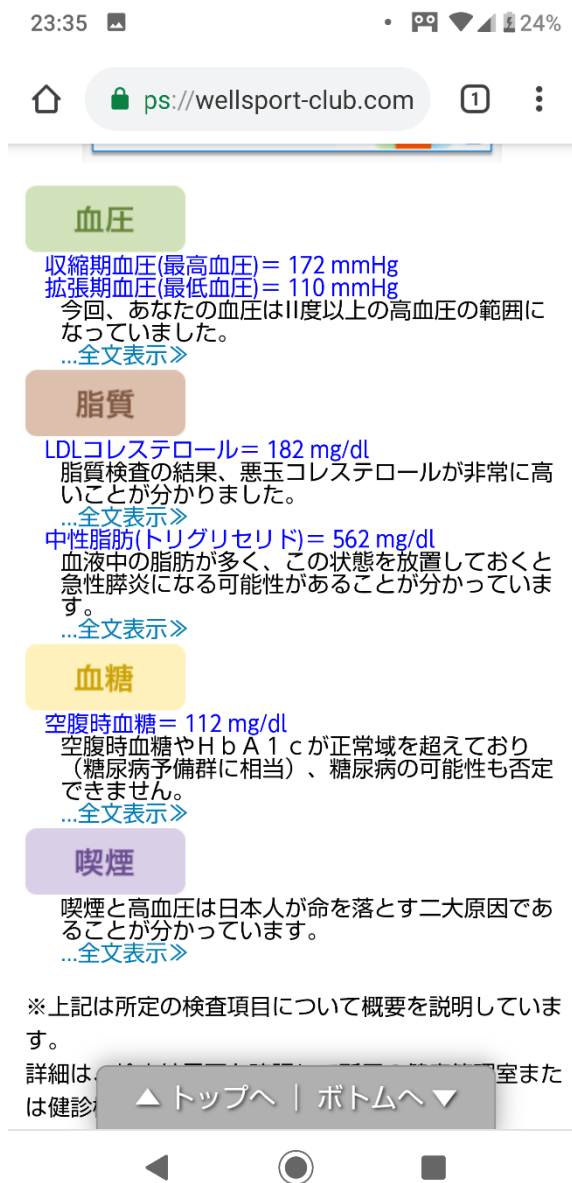 23:35
24%
ps://wellsport-club.com
1
血圧
収縮期血圧(最高血圧)＝ 172 mmHg
拡張期血圧(最低血圧)＝ 110 mmHg
今回、あなたの血圧はII度以上の高血圧の範囲に
なっていました。
...全文表示≫
脂質
LDLコレステロール＝ 182 mg/dl
脂質検査の結果、悪玉コレステロールが非常に高
いことが分かりました。
...全文表示≫
中性脂肪(トリグリセリド)＝ 562 mg/dl
血液中の脂肪が多く、この状態を放置しておくと
急性膵炎になる可能性があることが分かっていま
す。
...全文表示≫
血糖
空腹時血糖＝ 112 mg/dl
空腹時血糖やＨｂＡ１ｃが正常域を超えており
（糖尿病予備群に相当）、糖尿病の可能性も否定
できません。
...全文表示≫
喫煙
喫煙と高血圧は日本人が命を落とす二大原因であ
ることが分かっています。
...全文表示≫
※上記は所定の検査項目について概要を説明していま
す。
詳細は、 室また
は健診
▲ トップへ ｜ ボトムへ ▼